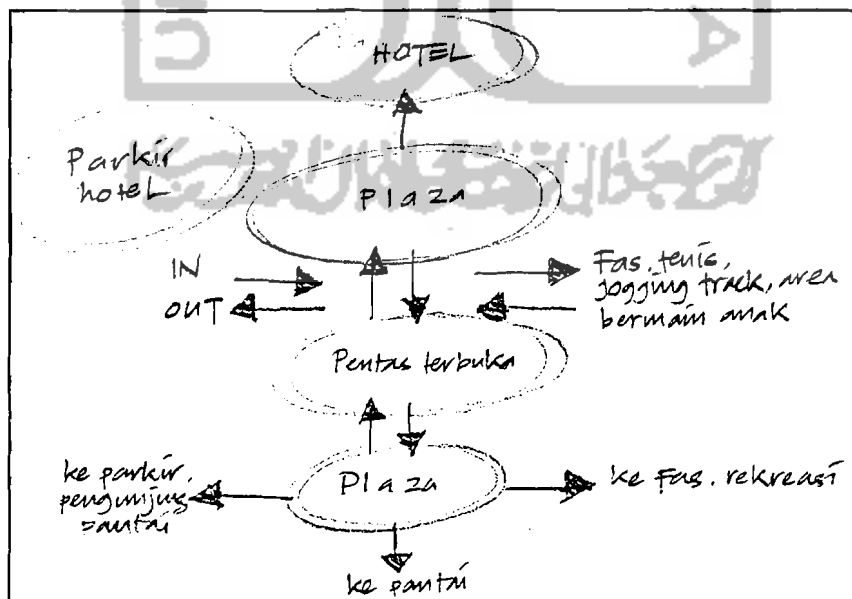 HOTEL
Parkir
hotel
Plaza
IN
OUT
Fas. tenis,
jogging track, area
bermain anak
Pentas terbuka
Plaza
ke parkir
pengunjung
pantai
ke Fas. rekreasi
ke pantai